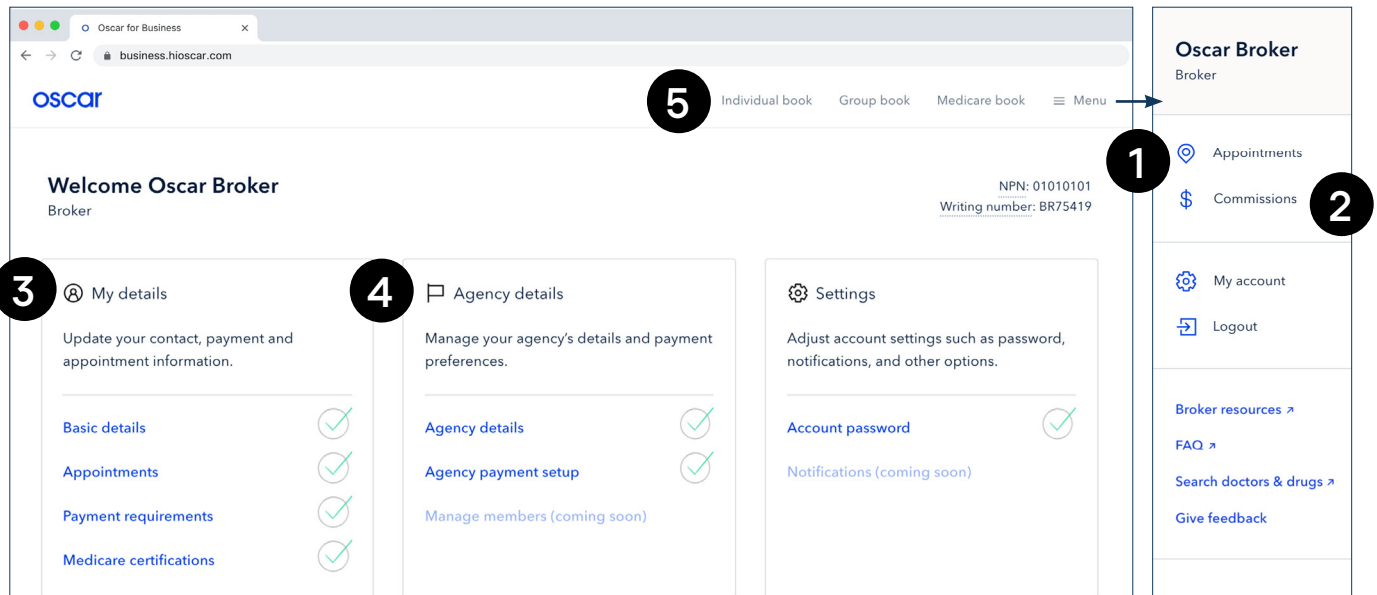 Oscar for Business
business.hioscar.com
oscar
5
Individual book
Group book
Medicare book
Menu
Welcome Oscar Broker
Broker
NPN: 01010101
Writing number: BR75419
3
My details
Update your contact, payment and
appointment information.
Basic details
Appointments
Payment requirements
Medicare certifications
4
Agency details
Manage your agency’s details and payment
preferences.
Agency details
Agency payment setup
Manage members (coming soon)
Settings
Adjust account settings such as password,
notifications, and other options.
Account password
Notifications (coming soon)
Oscar Broker
Broker
1
Appointments
Commissions
2
My account
Logout
Broker resources ↗
FAQ ↗
Search doctors & drugs ↗
Give feedback